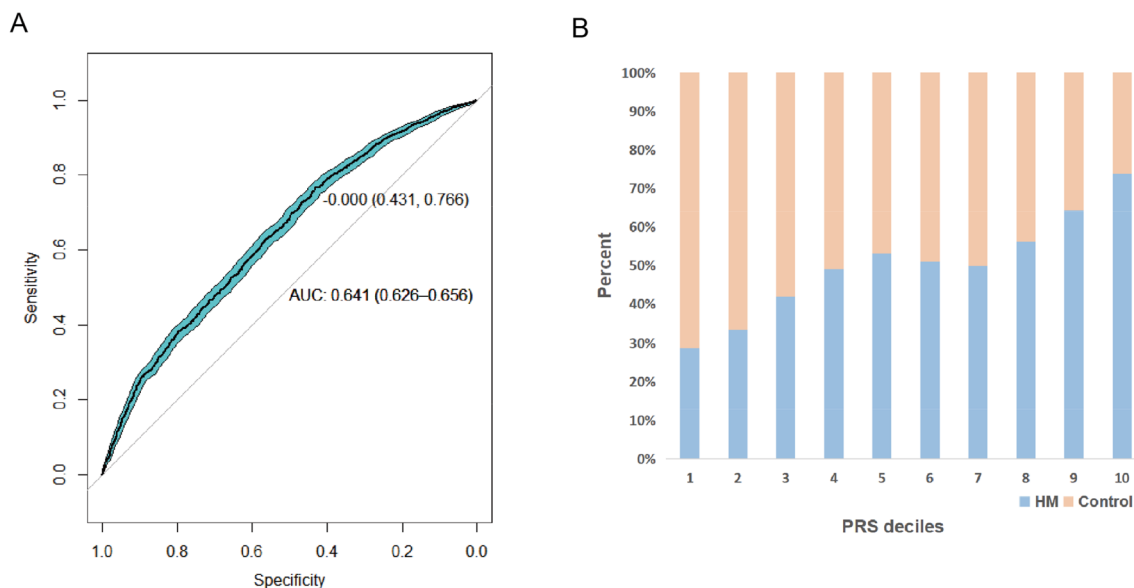 A
1.0
0.8
0.6
0.4
0.2
0.0
Sensitivity
-0.000 (0.431, 0.766)
AUC: 0.641 (0.626–0.656)
1.0 0.8 0.6 0.4 0.2 0.0
Specificity
B
100%
90%
80%
70%
60%
50%
40%
30%
20%
10%
0%
Percent
1 2 3 4 5 6 7 8 9 10
HM Control
PRS deciles